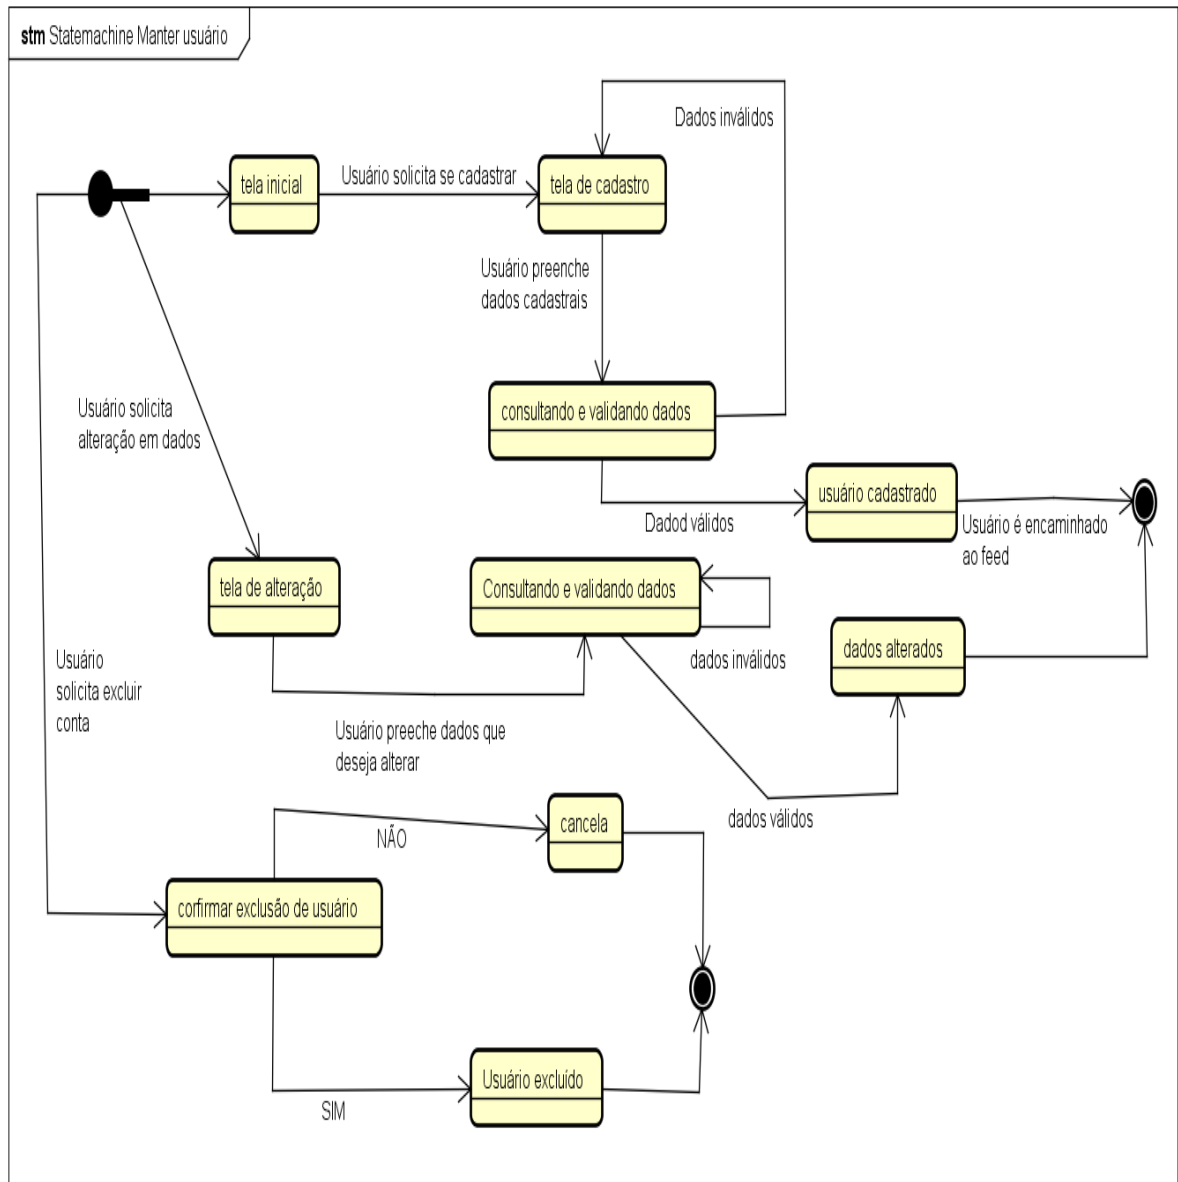 stm Statemachine Manter usuário
Dados inválidos
tela inicial
Usuário solicita se cadastrar
tela de cadastro
Usuário preenche
dados cadastrais
Usuário solicita
alteração em dados
consultando e validando dados
usuário cadastrado
Dadod válidos
Usuário é encaminhado
ao feed
tela de alteração
Consultando e validando dados
dados inválidos
dados alterados
Usuário
solicita excluir
conta
Usuário preeche dados que
deseja alterar
dados válidos
cancela
NÃO
corfirmar exclusão de usuário
Usuário excluído
SIM